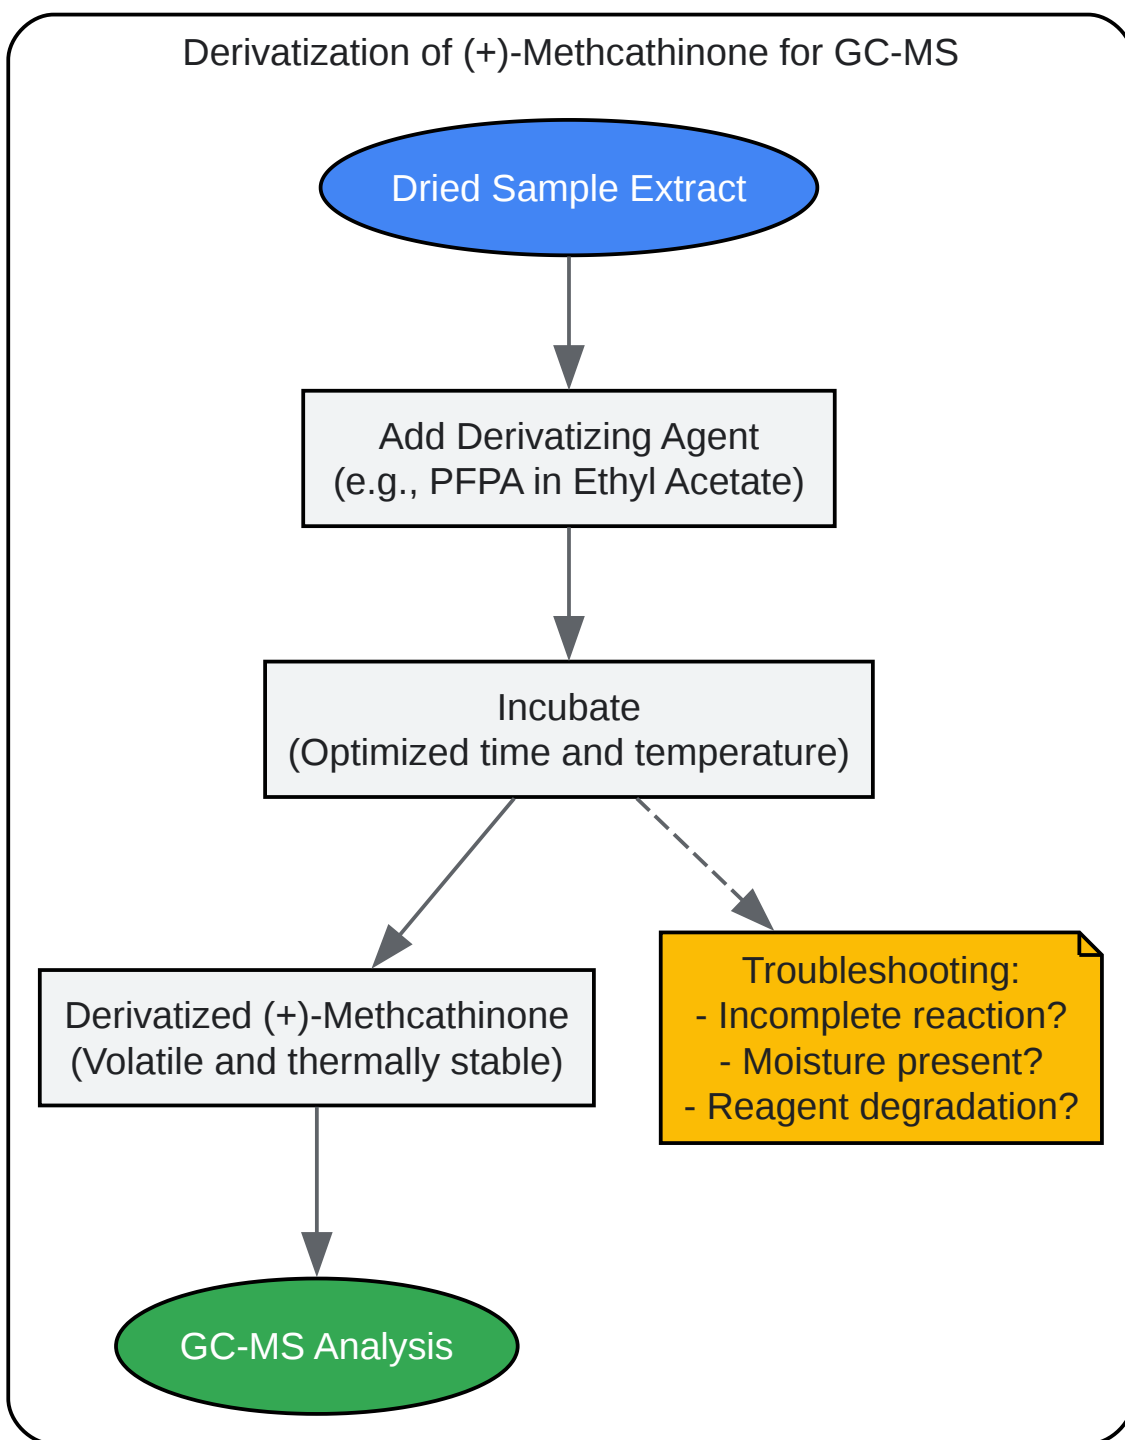 Derivatization of (+)-Methcathinone for GC-MS
Dried Sample Extract
Add Derivatizing Agent
(e.g., PFPA in Ethyl Acetate)
Incubate
(Optimized time and temperature)
Derivatized (+)-Methcathinone
(Volatile and thermally stable)
Troubleshooting:
- Incomplete reaction?
- Moisture present?
- Reagent degradation?
GC-MS Analysis